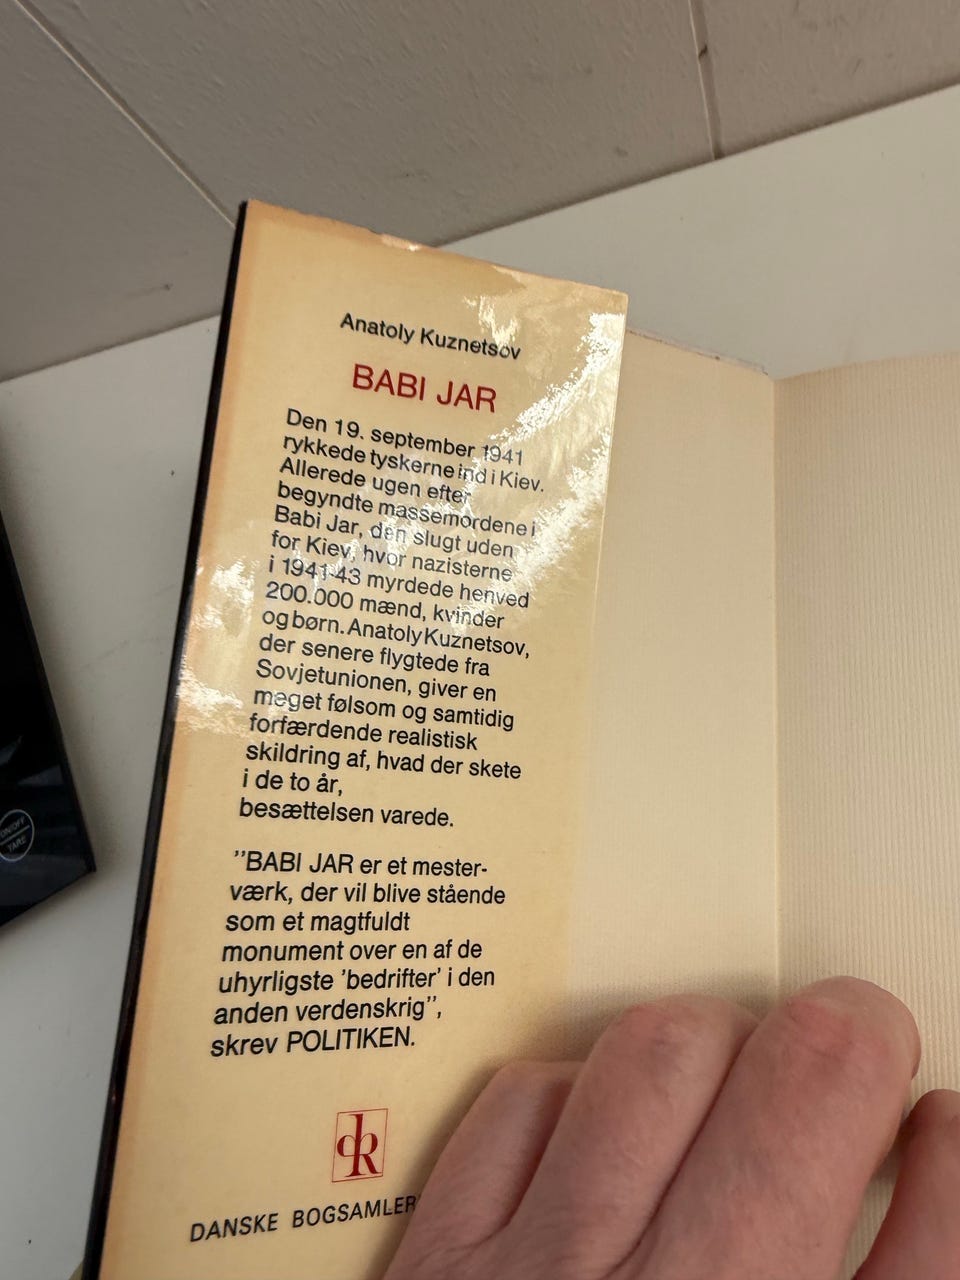 Anatoly Kuznetsov
BABI JAR
Den 19. september 1941
rykkede tyskerne ind i Kiev.
Allerede ugen efter
begyndte massemordene i
Babi Jar, den slugt uden
for Kiev, hvor nazisterne
i 1941-43 myrdede henved
200.000 mænd, kvinder
og børn. Anatoly Kuznetsov,
der senere flygtede fra
Sovjetunionen, giver en
meget følsom og samtidig
forfærdende realistisk
skildring af, hvad der skete
i de to år,
besættelsen varede.
"BABI JAR er et mester-
værk, der vil blive stående
som et magtfuldt
monument over en af de
uhyrligste 'bedrifter' i den
anden verdenskrig",
skrev POLITIKEN.
dR
DANSKE BOGSAMLER
ON/OFF
TARE